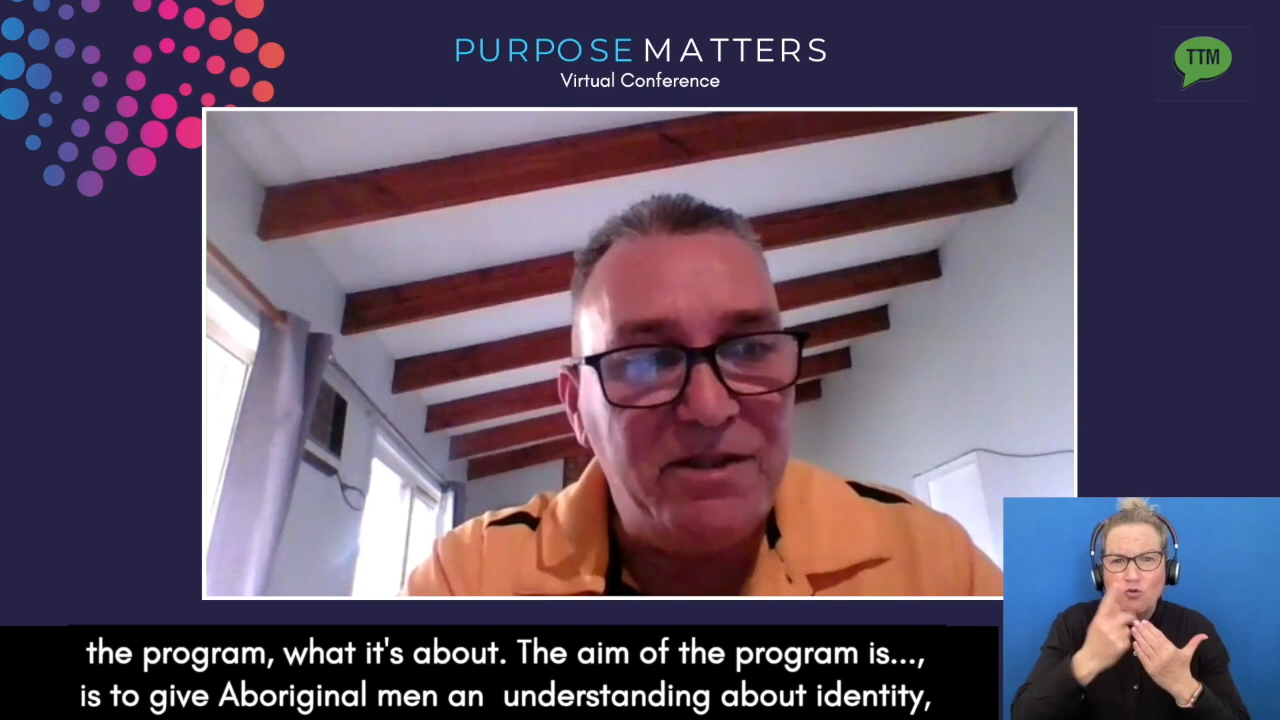 PURPOSE MATTERS
Virtual Conference
TTM
the program, what it's about. The aim of the program is...,
is to give Aboriginal men an understanding about identity,